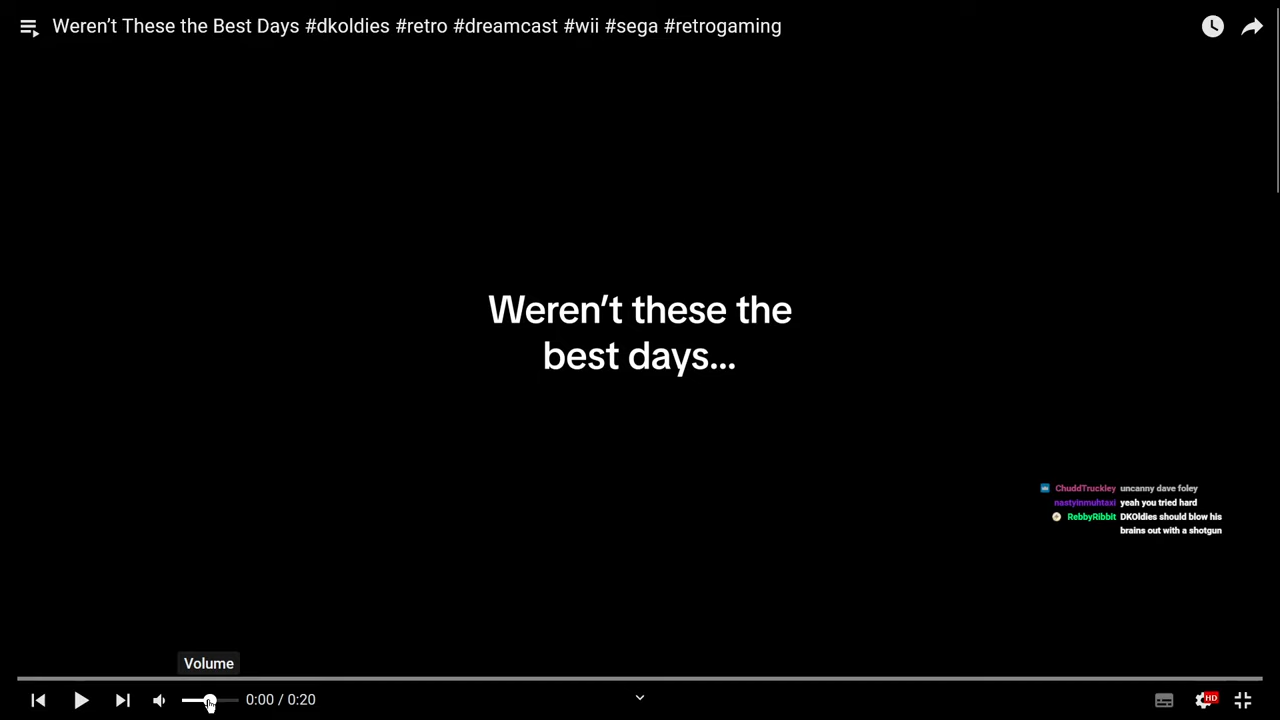 Weren’t These the Best Days #dkoldies #retro #dreamcast #wii #sega #retrogaming
Weren’t these the
best days...
ChuddTruckley uncanny dave foley
nastyinmuhtaxi yeah you tried hard
RebbyRibbit DKOldies should blow his
brains out with a shotgun
Volume
0:00 / 0:20
HD